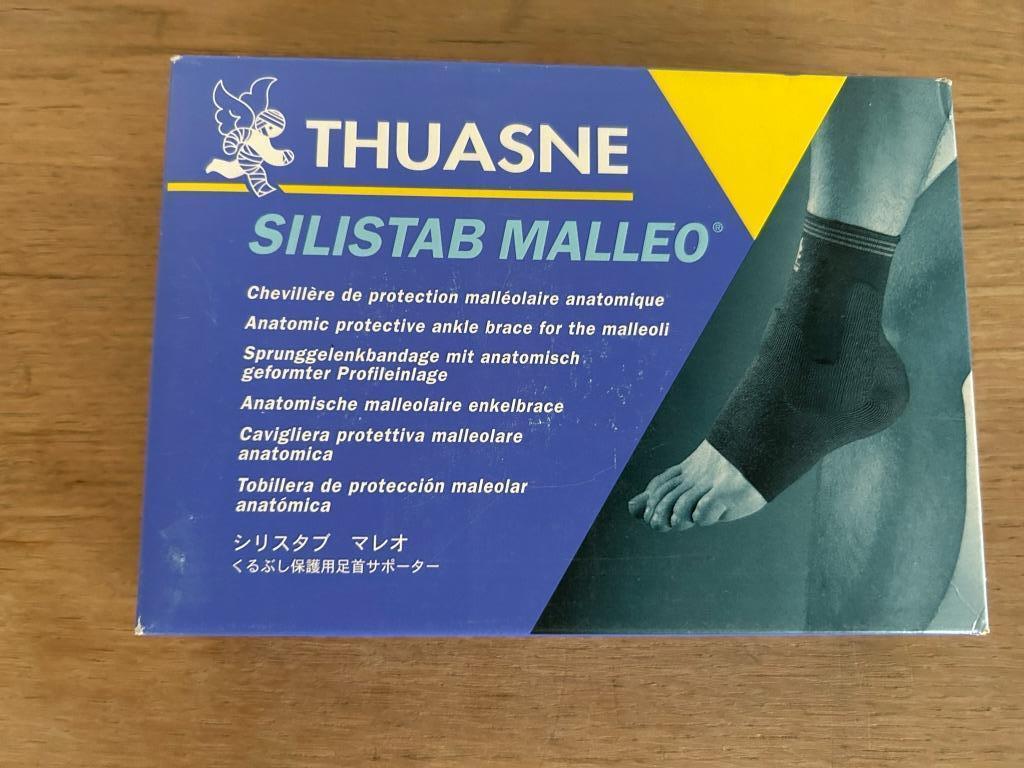 THUASNE
SILISTAB MALLEO®
Chevillère de protection malléolaire anatomique
Anatomic protective ankle brace for the malleoli
Sprunggelenkbandage mit anatomisch
geformter Profileinlage
Anatomische malleolaire enkelbrace
Cavigliera protettiva malleolare
anatomica
Tobillera de protección maleolar
anatómica
シリスタブ マレオ
くるぶし保護用足首サポーター